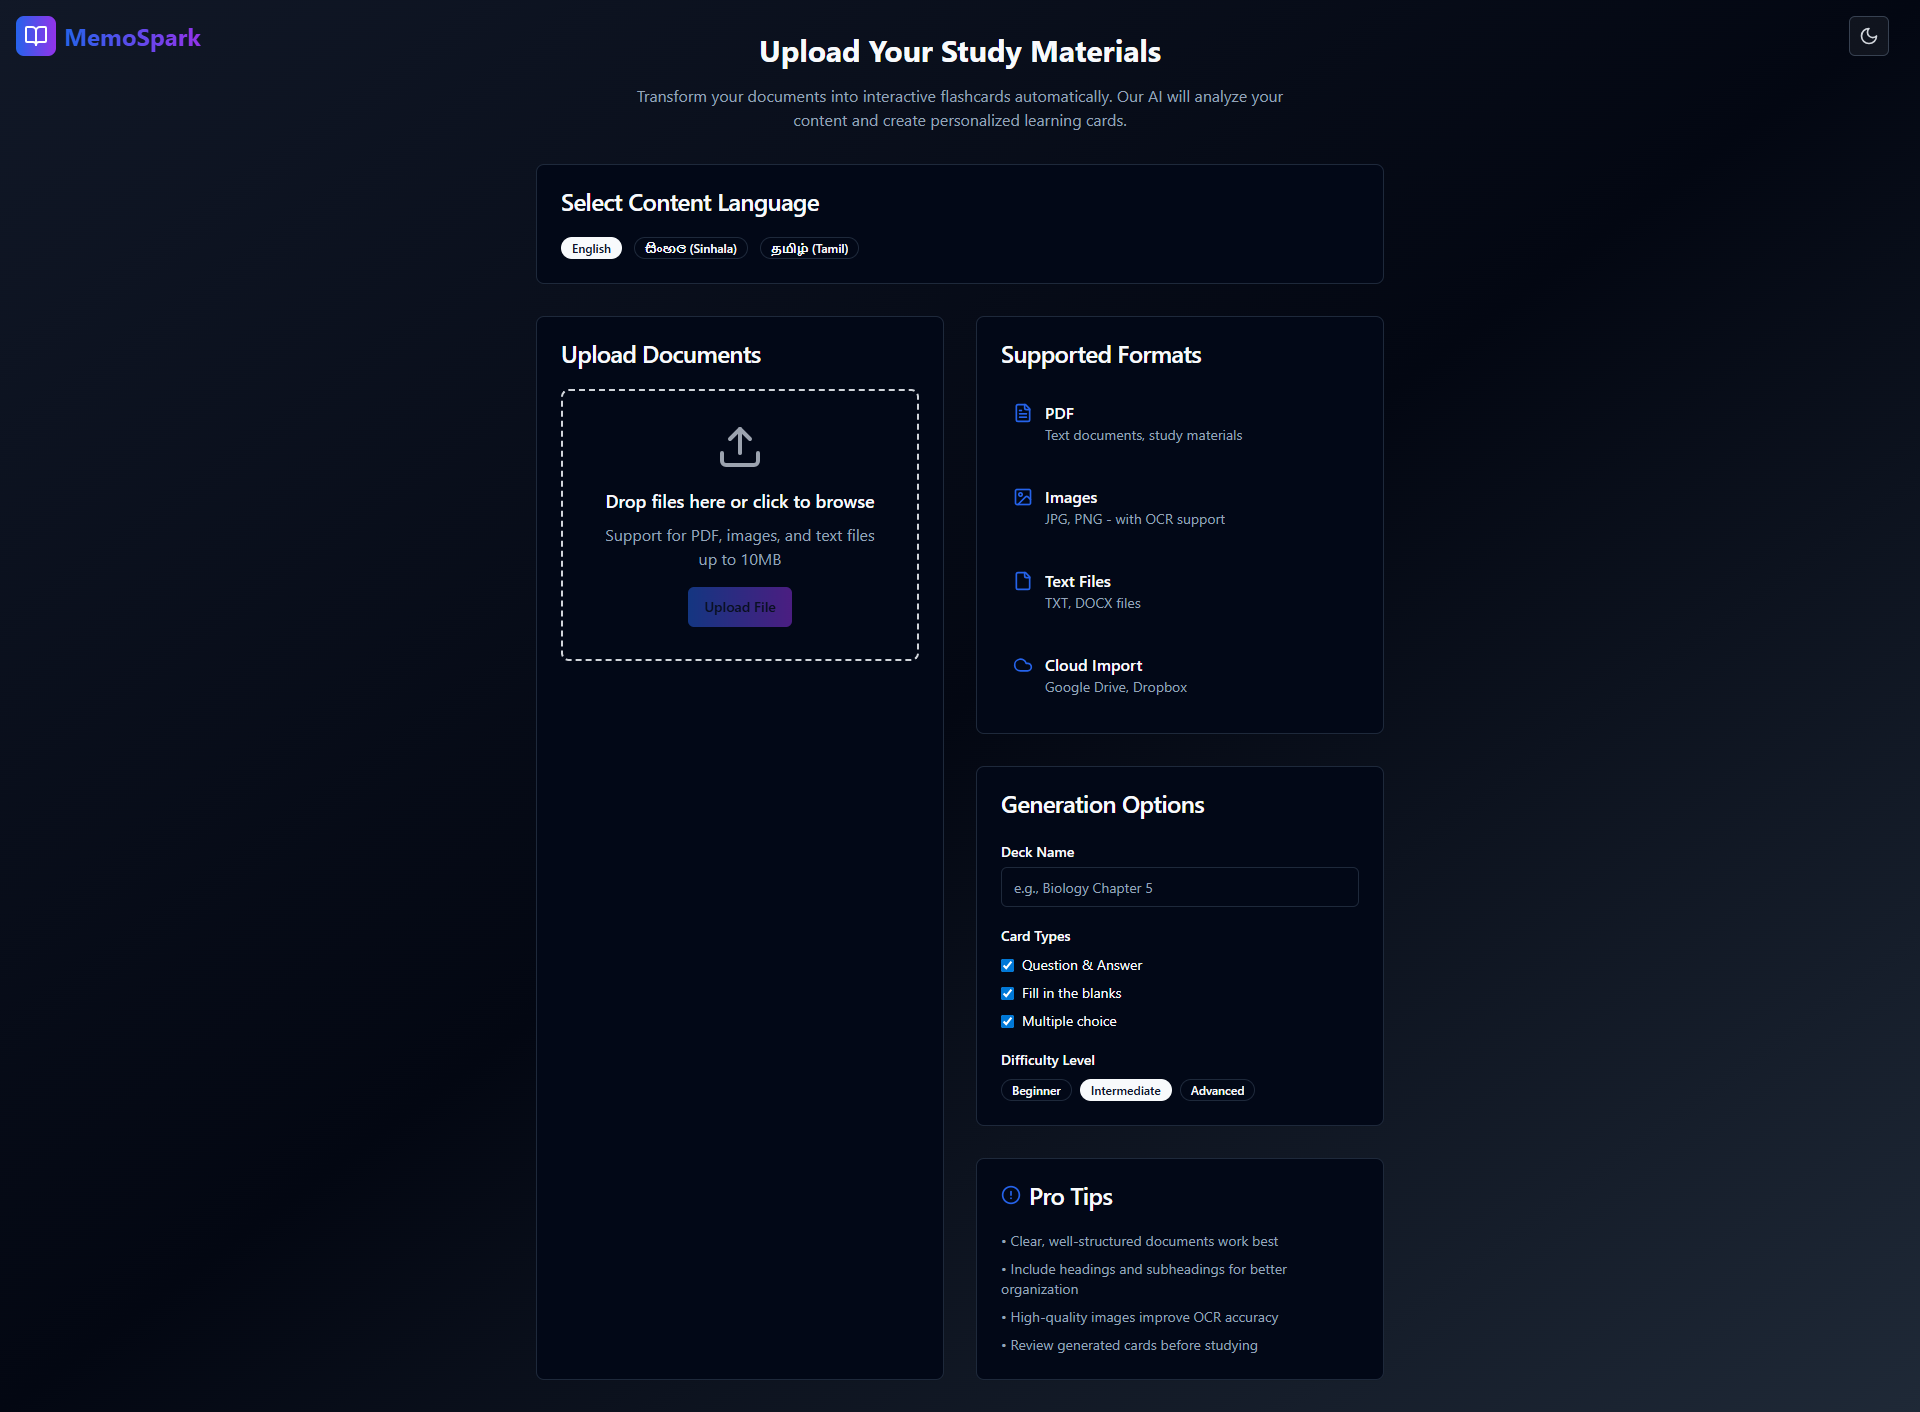 MemoSpark
Upload Your Study Materials
Transform your documents into interactive flashcards automatically. Our AI will analyze your
content and create personalized learning cards.
Select Content Language
English
සිංහල (Sinhala)
தமிழ் (Tamil)
Upload Documents
Drop files here or click to browse
Support for PDF, images, and text files
up to 10MB
Upload File
Supported Formats
PDF
Text documents, study materials
Images
JPG, PNG - with OCR support
Text Files
TXT, DOCX files
Cloud Import
Google Drive, Dropbox
Generation Options
Deck Name
e.g., Biology Chapter 5
Card Types
Question & Answer
Fill in the blanks
Multiple choice
Difficulty Level
Beginner
Intermediate
Advanced
Pro Tips
• Clear, well-structured documents work best
• Include headings and subheadings for better
organization
• High-quality images improve OCR accuracy
• Review generated cards before studying